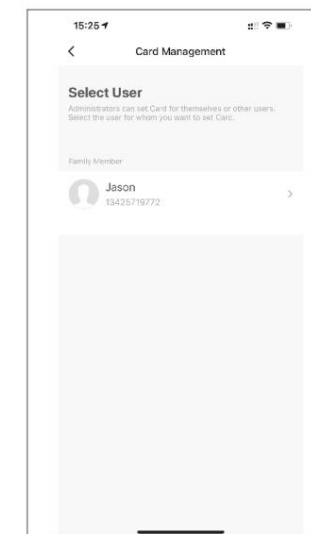 15:25
Card Management
Select User
Administrators can set Card for themselves or other users.
Select the user for whom you want to set Card.
Family Member
Jason
13425719772